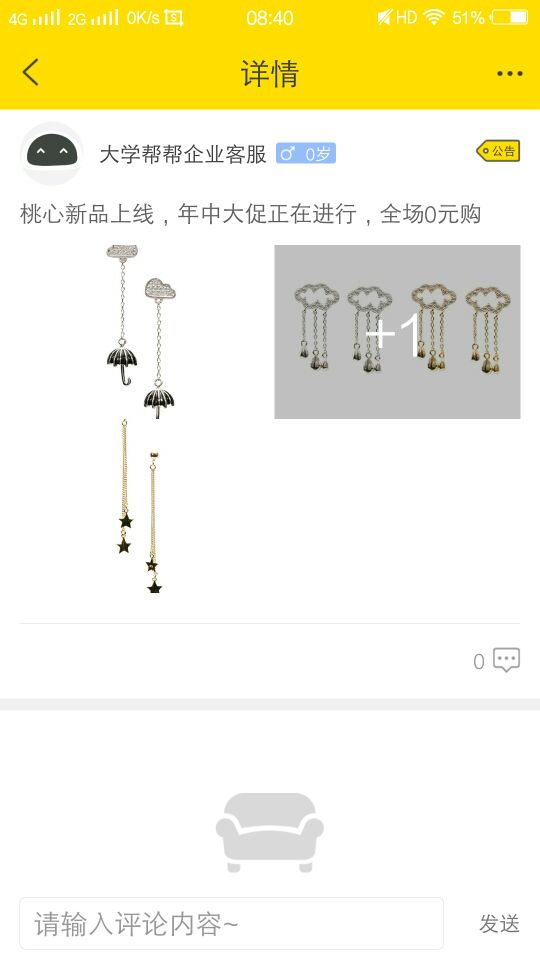 4G 2G 0K/s 08:40 HD 51%
详情
大学帮帮企业客服 0岁 公告
桃心新品上线，年中大促正在进行，全场0元购
+1
0
请输入评论内容~ 发送